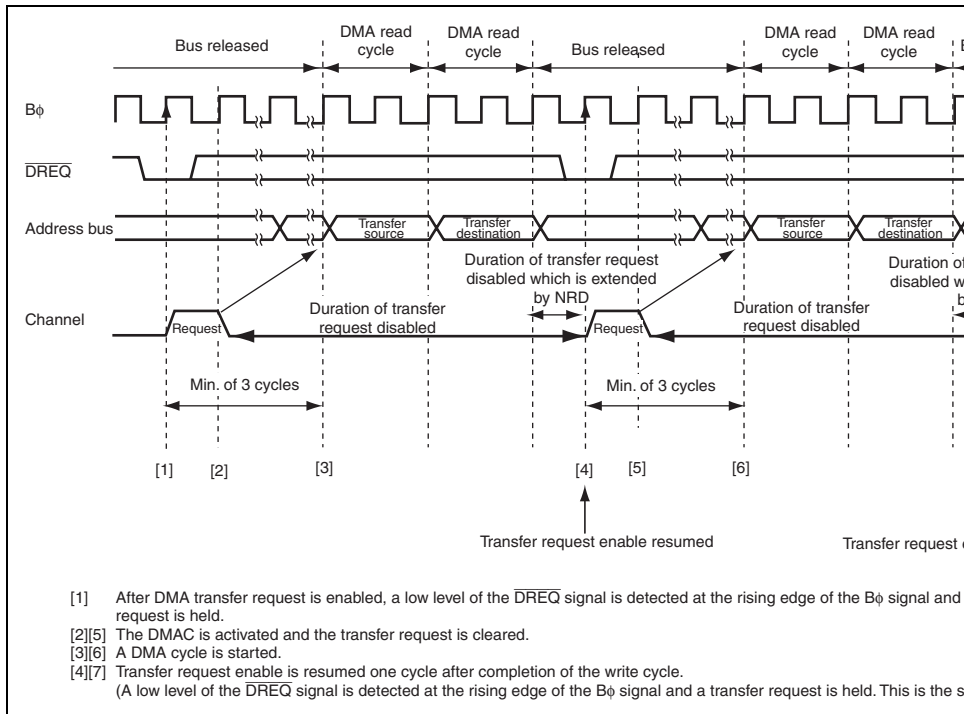 Bus released
DMA read
cycle
DMA read
cycle
Bus released
DMA read
cycle
DMA read
cycle
Bϕ
DREQ
Address bus
Transfer
source
Transfer
destination
Transfer
source
Transfer
destination
Duration of transfer request
disabled which is extended
by NRD
Duration of
disabled w
b
Channel
Request
Duration of transfer
request disabled
Request
Duration of transfer
request disabled
Min. of 3 cycles
Min. of 3 cycles
[1] [2] [3] [4] [5] [6]
Transfer request enable resumed
Transfer request e
[1] After DMA transfer request is enabled, a low level of the DREQ signal is detected at the rising edge of the Bϕ signal and
request is held.
[2][5] The DMAC is activated and the transfer request is cleared.
[3][6] A DMA cycle is started.
[4][7] Transfer request enable is resumed one cycle after completion of the write cycle.
(A low level of the DREQ signal is detected at the rising edge of the Bϕ signal and a transfer request is held. This is the s